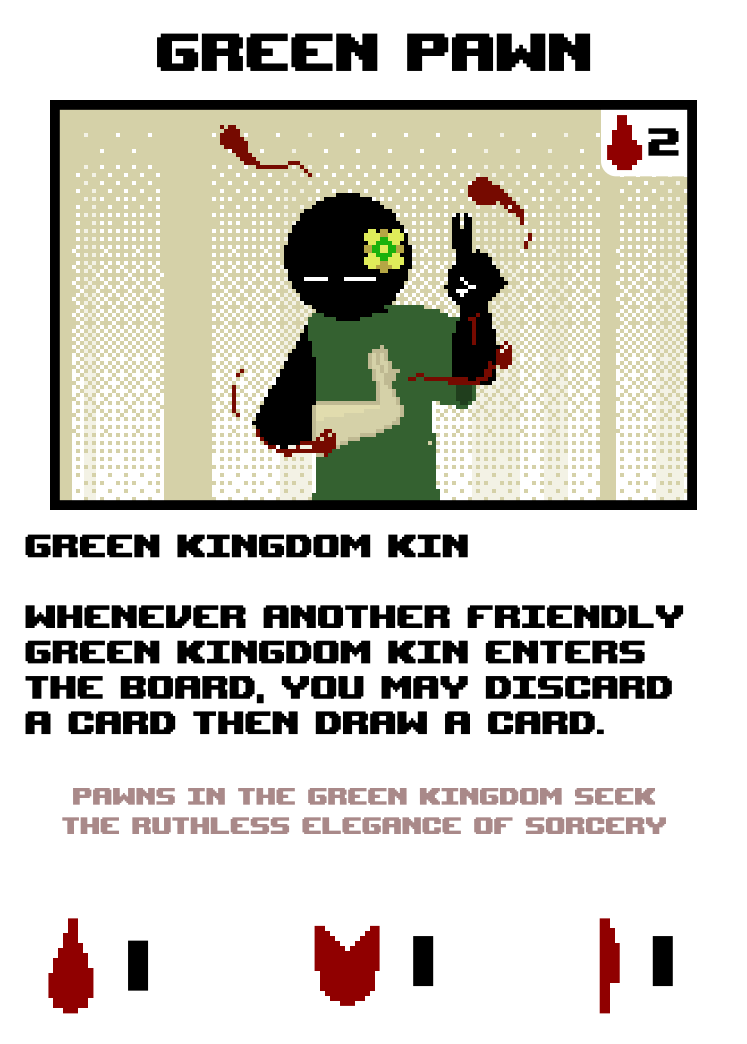 GREEN PAWN
2
GREEN KINGDOM KIN
WHENEVER ANOTHER FRIENDLY
GREEN KINGDOM KIN ENTERS
THE BOARD, YOU MAY DISCARD
A CARD THEN DRAW A CARD.
PAWNS IN THE GREEN KINGDOM SEEK
THE RUTHLESS ELEGANCE OF SORCERY
1 1 1